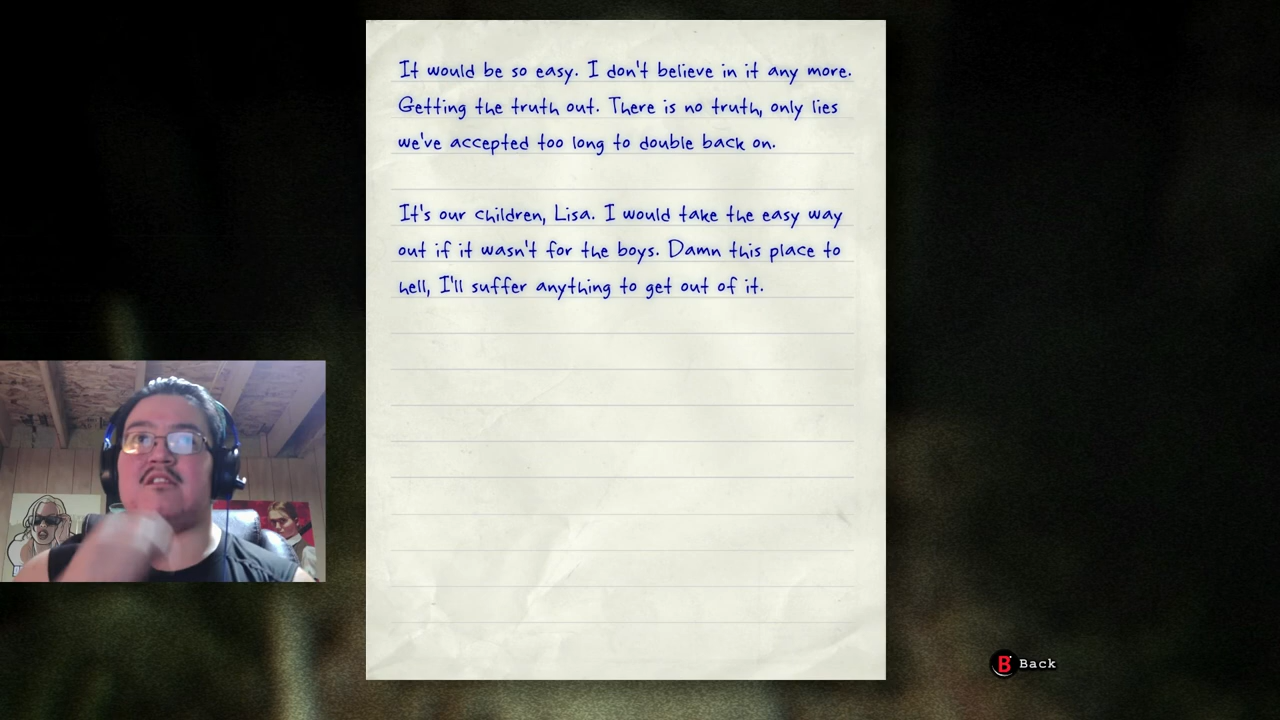 It would be so easy. I don't believe in it any more.
Getting the truth out. There is no truth, only lies
we've accepted too long to double back on.
It's our children, Lisa. I would take the easy way
out if it wasn't for the boys. Damn this place to
hell, I'll suffer anything to get out of it.
B Back